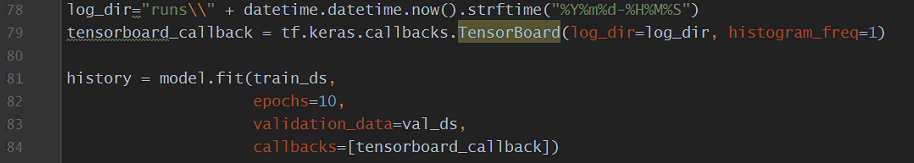 78 log_dir="runs\\" + datetime.datetime.now().strftime("%Y%m%d-%H%M%S")
79 tensorboard_callback = tf.keras.callbacks.TensorBoard(log_dir=log_dir, histogram_freq=1)
80
81 history = model.fit(train_ds,
82 epochs=10,
83 validation_data=val_ds,
84 callbacks=[tensorboard_callback])